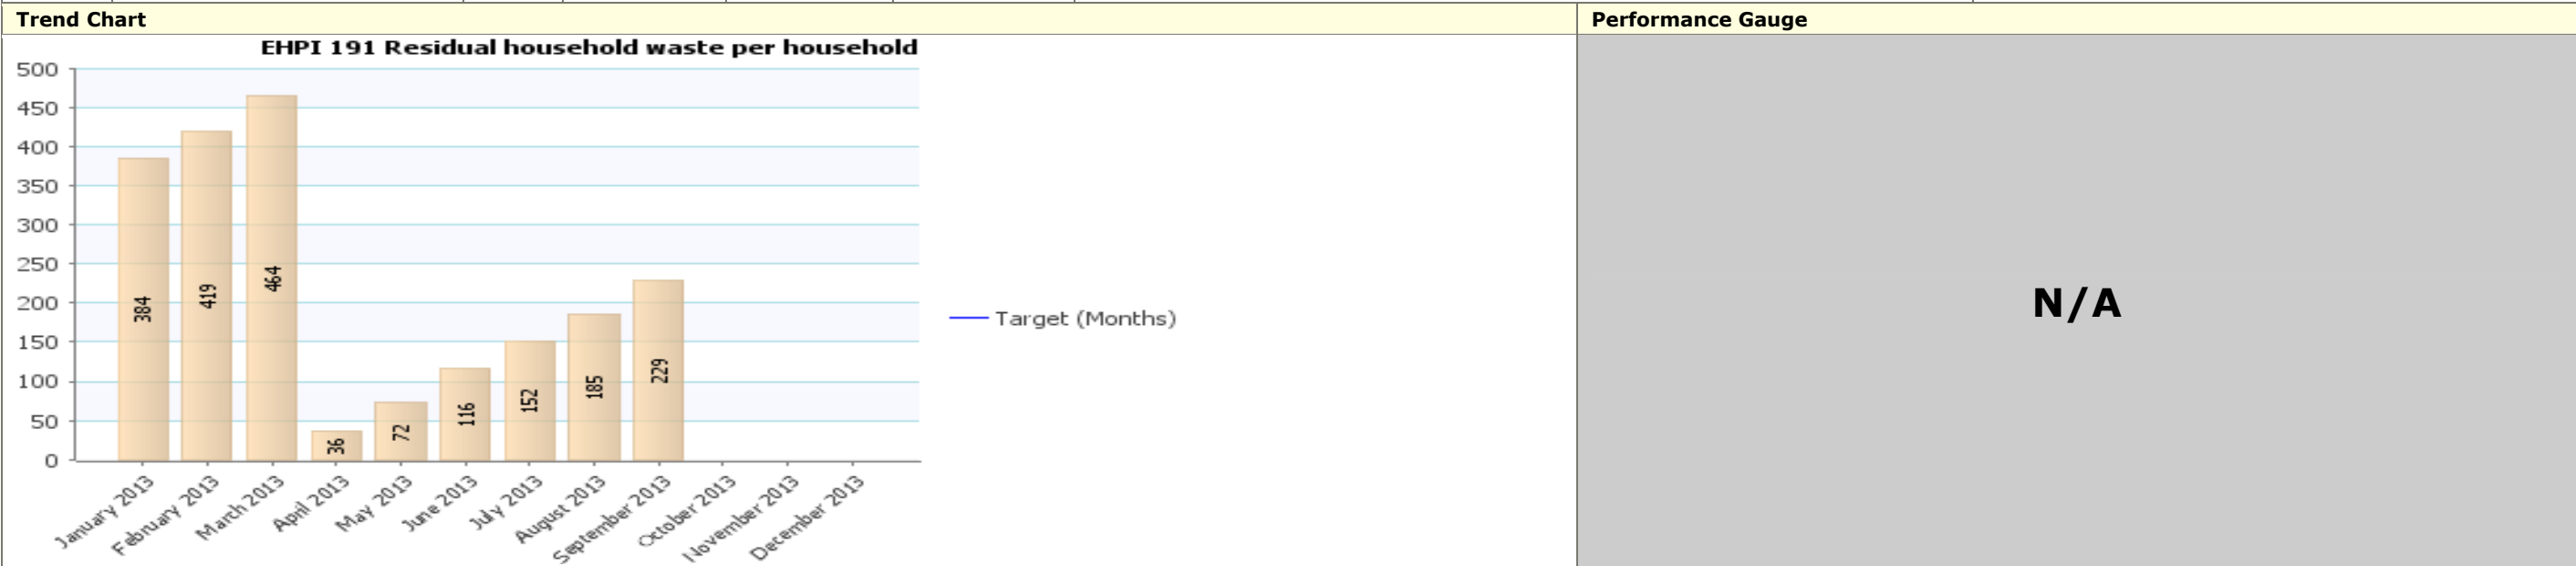 Trend Chart
Performance Gauge
EHPI 191 Residual household waste per household
500
450
400
350
300
250
200
150
100
50
0
384
419
464
36
72
116
152
185
229
January 2013
February 2013
March 2013
April 2013
May 2013
June 2013
July 2013
August 2013
September 2013
October 2013
November 2013
December 2013
Target (Months)
N/A